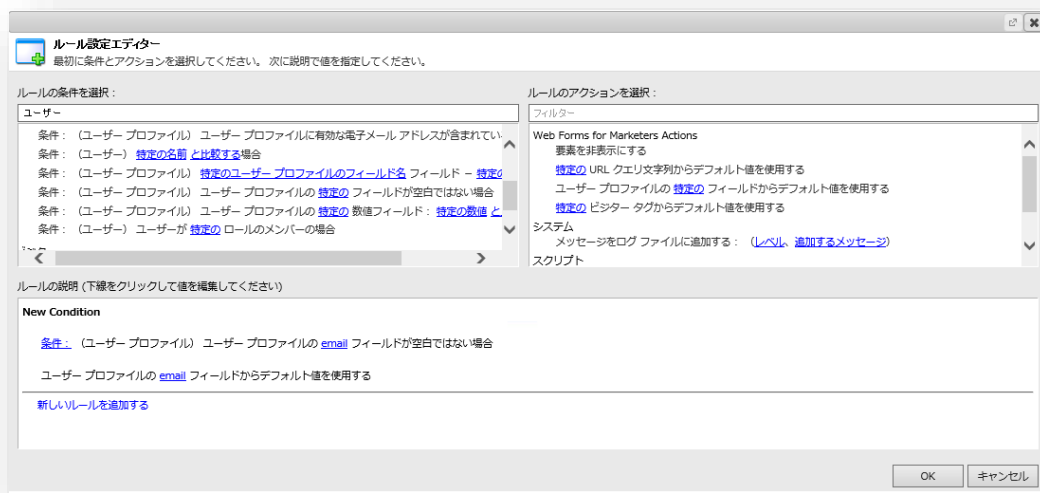 ルール設定エディター
最初に条件とアクションを選択してください。 次に説明で値を指定してください。
ルールの条件を選択：
ユーザー
条件： （ユーザー プロファイル） ユーザー プロファイルに有効な電子メール アドレスが含まれてい
条件： （ユーザー） 特定の名前 と比較する場合
条件： （ユーザー プロファイル） 特定のユーザー プロファイルのフィールド名 フィールド – 特定の
条件： （ユーザー プロファイル） ユーザー プロファイルの 特定の フィールドが空白ではない場合
条件： （ユーザー プロファイル） ユーザー プロファイルの 特定の 数値フィールド： 特定の数値 と
条件： （ユーザー） ユーザーが 特定の ロールのメンバーの場合
ルールのアクションを選択：
フィルター
Web Forms for Marketers Actions
要素を非表示にする
特定の URL クエリ文字列からデフォルト値を使用する
ユーザー プロファイルの 特定の フィールドからデフォルト値を使用する
特定の ビジター タグからデフォルト値を使用する
システム
メッセージをログ ファイルに追加する： （レベル、追加するメッセージ）
スクリプト
ルールの説明 (下線をクリックして値を編集してください)
New Condition
条件： （ユーザー プロファイル） ユーザー プロファイルの email フィールドが空白ではない場合
ユーザー プロファイルの email フィールドからデフォルト値を使用する
新しいルールを追加する
OK
キャンセル